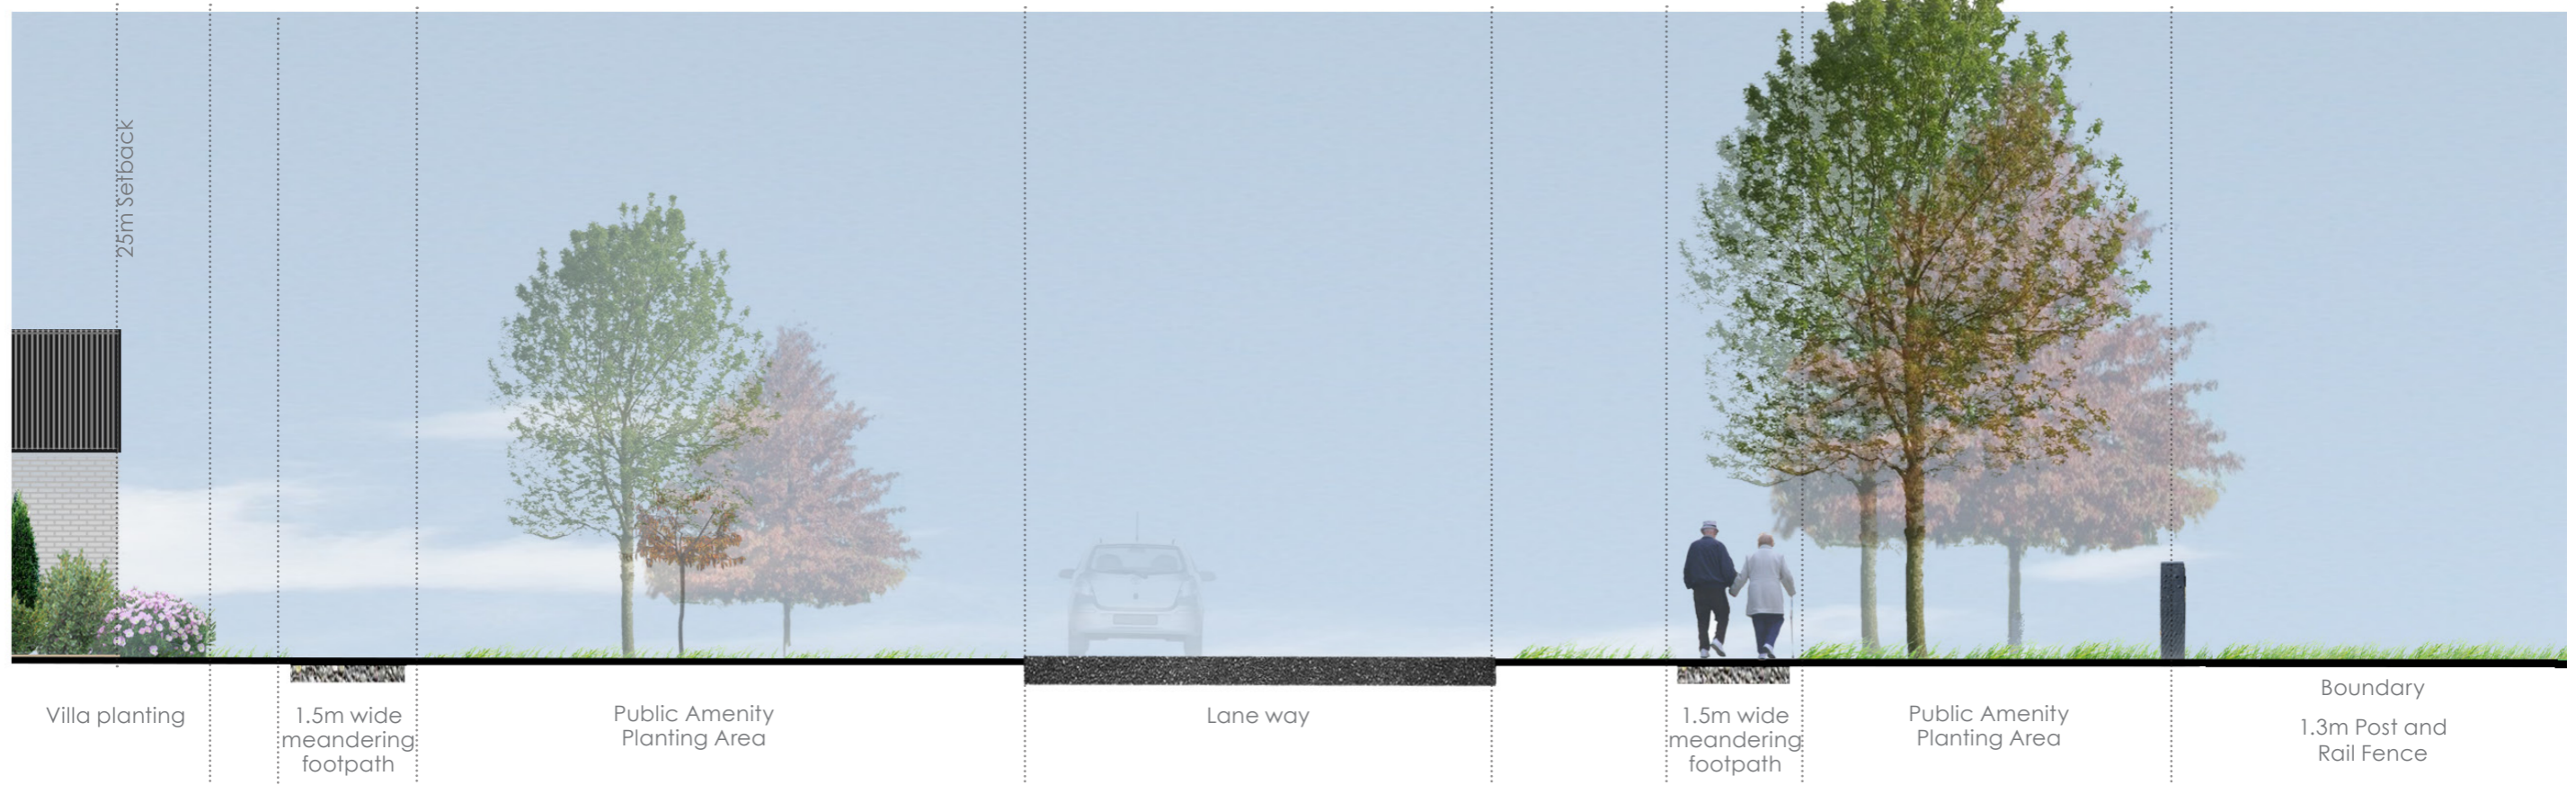 25m Setback
Villa planting
1.5m wide
meandering
footpath
Public Amenity
Planting Area
Lane way
1.5m wide
meandering
footpath
Public Amenity
Planting Area
Boundary
1.3m Post and
Rail Fence